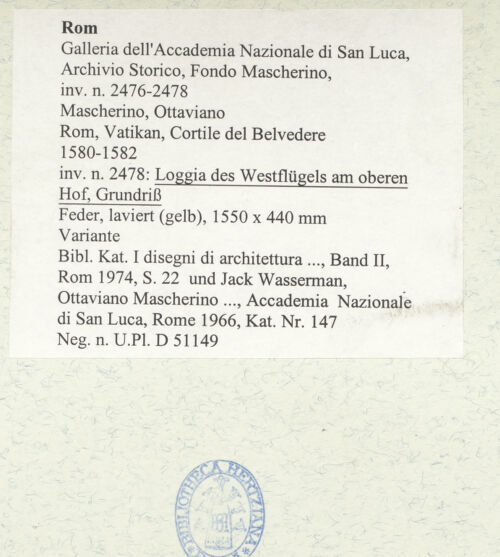 Rom
Galleria dell'Accademia Nazionale di San Luca,
Archivio Storico, Fondo Mascherino,
inv. n. 2476-2478
Mascherino, Ottaviano
Rom, Vatikan, Cortile del Belvedere
1580-1582
inv. n. 2478: Loggia des Westflügels am oberen
Hof, Grundriß
Feder, laviert (gelb), 1550 x 440 mm
Variante
Bibl. Kat. I disegni di architettura ..., Band II,
Rom 1974, S. 22 und Jack Wasserman,
Ottaviano Mascherino ..., Accademia Nazionale
di San Luca, Rome 1966, Kat. Nr. 147
Neg. n. U.Pl. D 51149
BIBLIOTHECA HERTZIANA